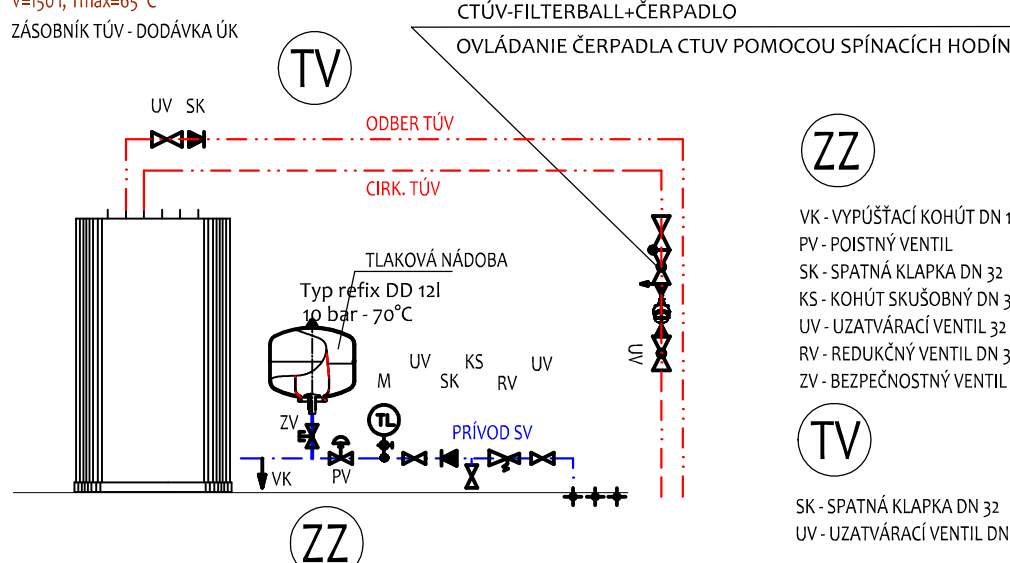 V=150 l, Tmax=65°C
ZÁSOBNÍK TÚV - DODÁVKA ÚK
CTÚV-FILTERBALL+ČERPADLO
OVLÁDANIE ČERPADLA CTUV POMOCOU SPÍNACÍCH HODÍN
TV
UV SK
ODBER TÚV
CIRK. TÚV
TLAKOVÁ NÁDOBA
Typ refix DD 12l
10 bar - 70°C
UV KS UV
M SK RV
TL
ZV
PRÍVOD SV
VK PV
UV
ZZ
ZZ
VK - VYPÚŠŤACÍ KOHÚT DN 1
PV - POISTNÝ VENTIL
SK - SPATNÁ KLAPKA DN 32
KS - KOHÚT SKUŠOBNÝ DN 3
UV - UZATVÁRACÍ VENTIL 32
RV - REDUKČNÝ VENTIL DN 3
ZV - BEZPEČNOSTNÝ VENTIL
TV
SK - SPATNÁ KLAPKA DN 32
UV - UZATVÁRACÍ VENTIL DN